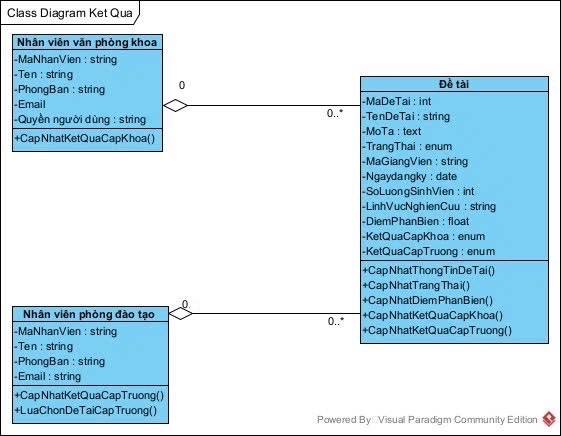 Class Diagram Ket Qua
Nhân viên văn phòng khoa
-MaNhanVien : string
-Ten : string
-PhongBan : string
-Email
-Quyền người dùng : string
+CapNhatKetQuaCapKhoa()
0
0..*
Đề tài
-MaDeTai : int
-TenDeTai : string
-MoTa : text
-TrangThai : enum
-MaGiangVien : string
-Ngaydangky : date
-SoLuongSinhVien : int
-LinhVucNghienCuu : string
-DiemPhanBien : float
-KetQuaCapKhoa : enum
-KetQuaCapTruong : enum
+CapNhatThongTinDeTai()
+CapNhatTrangThai()
+CapNhatDiemPhanBien()
+CapNhatKetQuaCapKhoa()
+CapNhatKetQuaCapTruong()
Nhân viên phòng đào tạo
-MaNhanVien : string
-Ten : string
-PhongBan : string
-Email : string
+CapNhatKetQuaCapTruong()
+LuaChonDeTaiCapTruong()
0.
0..*
Powered By Visual Paradigm Community Edition